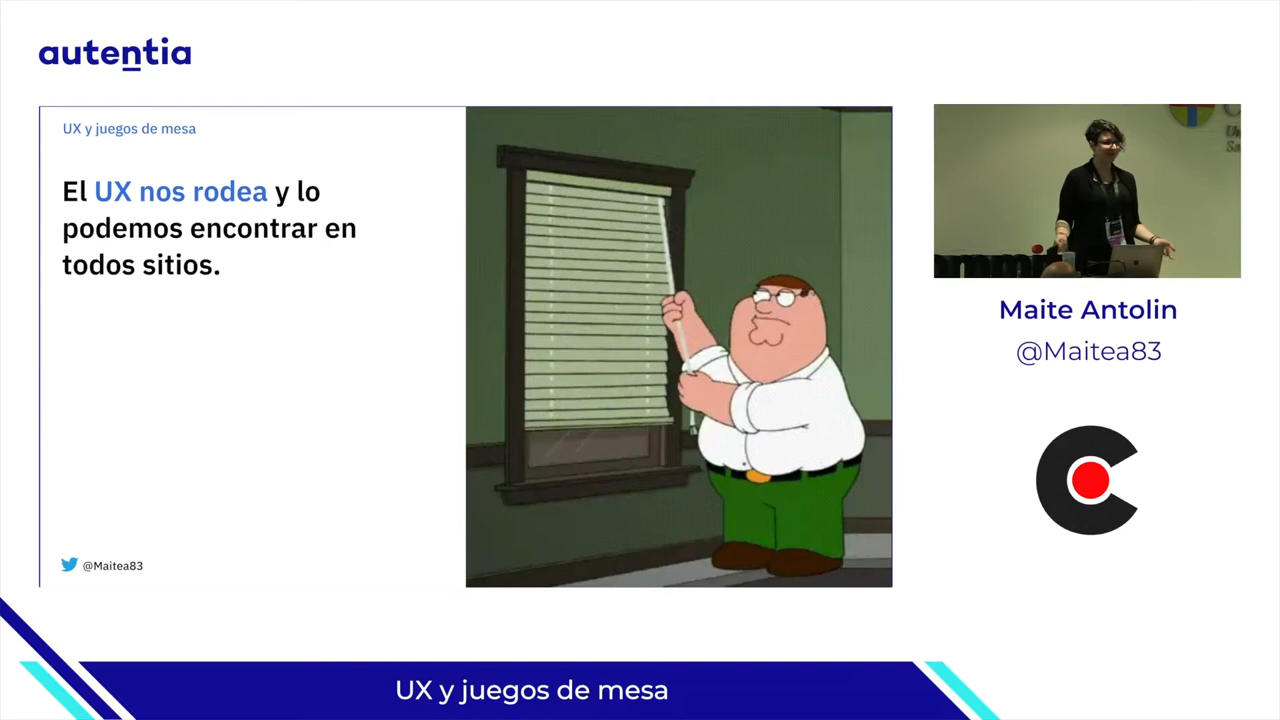 autentia
UX y juegos de mesa
El UX nos rodea y lo
podemos encontrar en
todos sitios.
@Maitea83
Maite Antolin
@Maitea83
UX y juegos de mesa